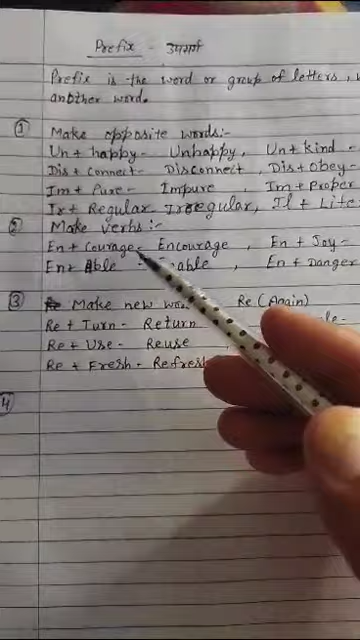 Prefix - उपसर्ग
Prefix is the word or group of letters,
another word.
① Make opposite words:-
Un + happy - Unhappy, Un + kind -
Dis + Connect - Disconnect, Dis + Obey -
Im + Pure - Impure, Im + Proper
Ir + Regular - Irregular, Il + Lite
② Make verbs:-
En + Courage - Encourage, En + Joy -
En + Able - able, En + Danger
③ Make new wo Re (Again)
Re + Turn - Return
Re + Use - Reuse
Re + Fresh - Refresh
4